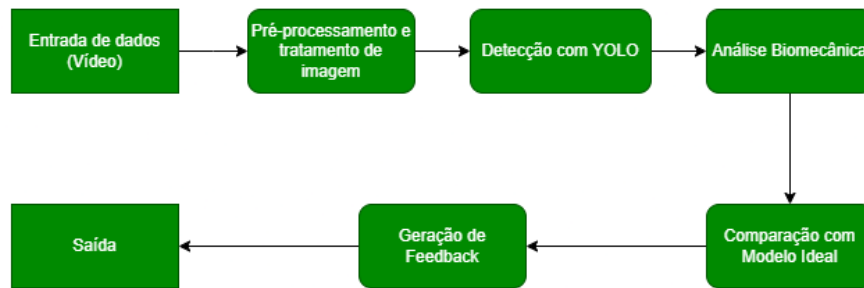 Entrada de dados
(Vídeo)
Pré-processamento e
tratamento de
imagem
Detecção com YOLO
Análise Biomecânica
Comparação com
Modelo Ideal
Geração de
Feedback
Saída